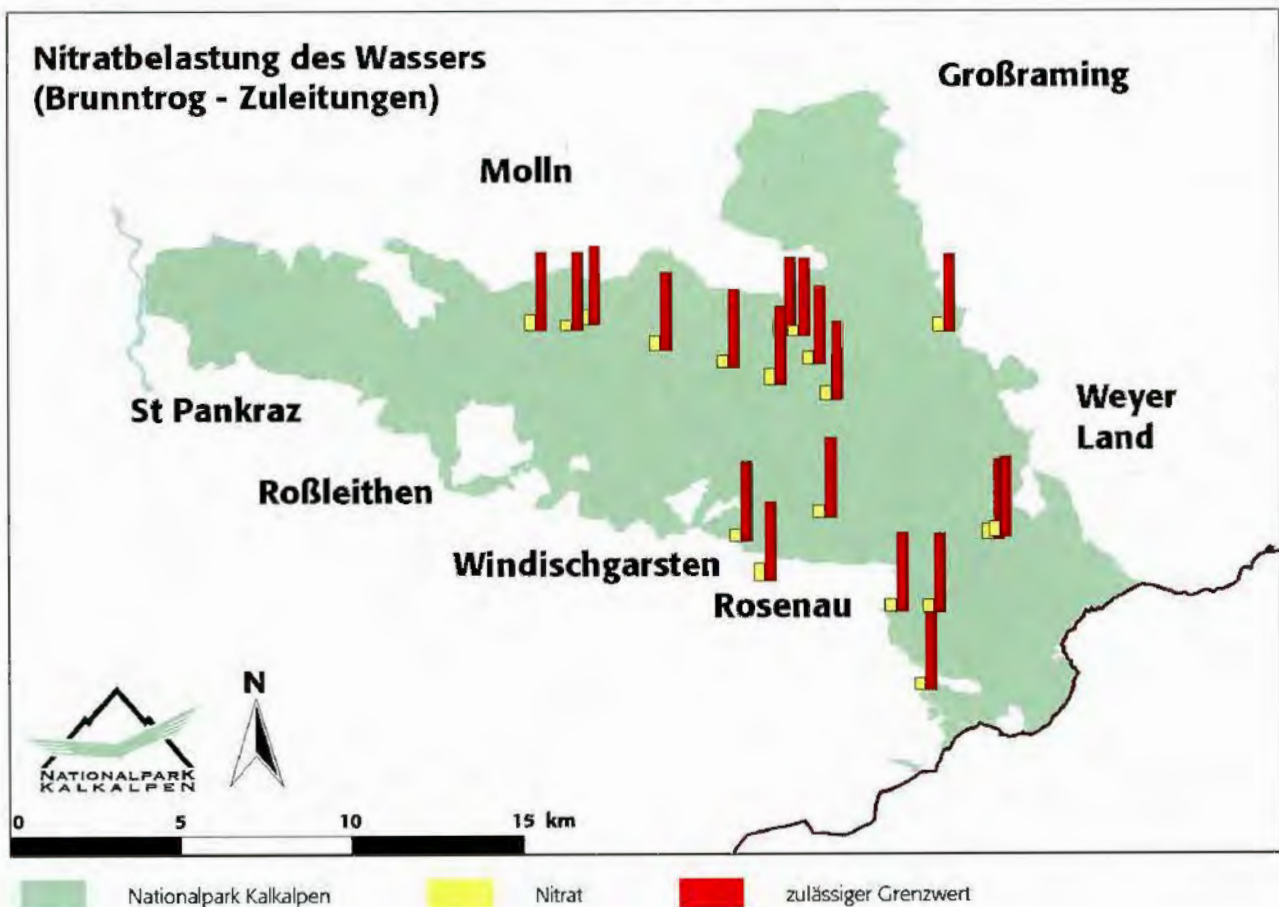 Nitratbelastung des Wassers
(Brunntrog - Zuleitungen)
Großraming
Molln
St Pankraz
Weyer
Land
Roßleithen
Windischgarsten
Rosenau
N
NATIONALPARK
KALKALPEN
0 5 10 15 km
Nationalpark Kalkalpen Nitrat zulässiger Grenzwert